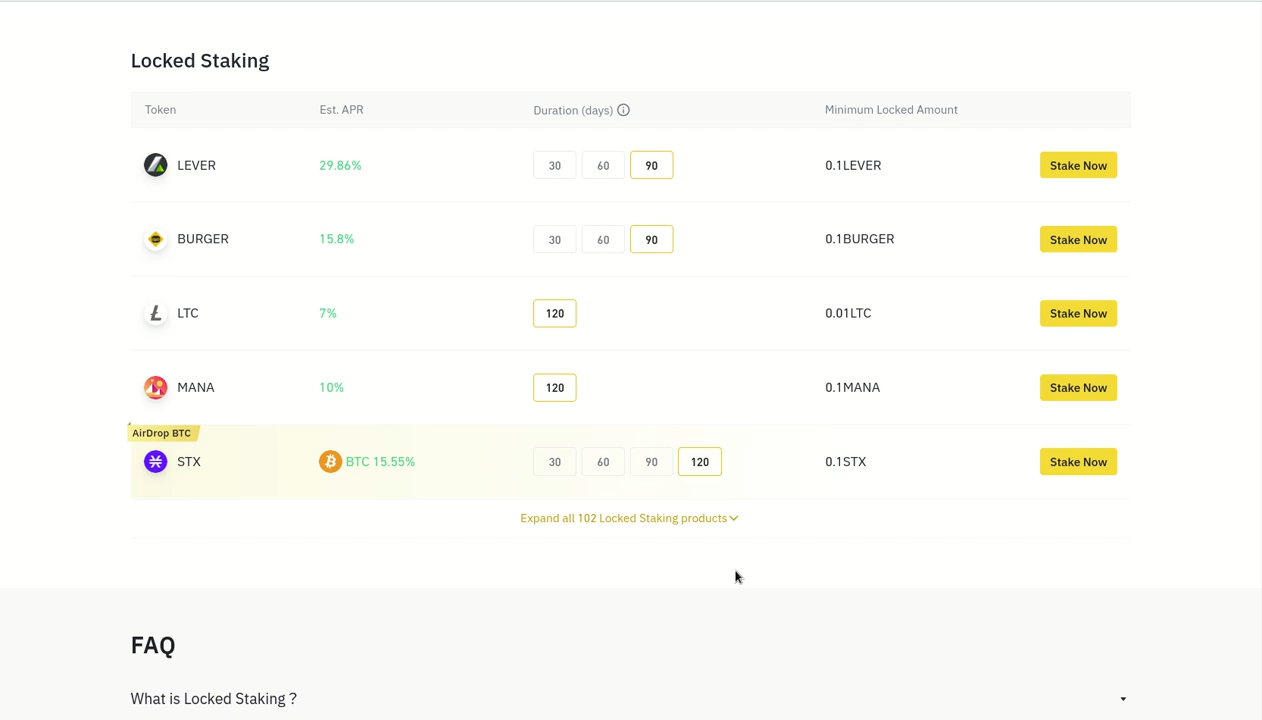 Locked Staking
Token Est. APR Duration (days) Minimum Locked Amount
LEVER 29.86% 30 60 90 0.1LEVER Stake Now
BURGER 15.8% 30 60 90 0.1BURGER Stake Now
LTC 7% 120 0.01LTC Stake Now
MANA 10% 120 0.1MANA Stake Now
AirDrop BTC
STX BTC 15.55% 30 60 90 120 0.1STX Stake Now
Expand all 102 Locked Staking products
FAQ
What is Locked Staking ?